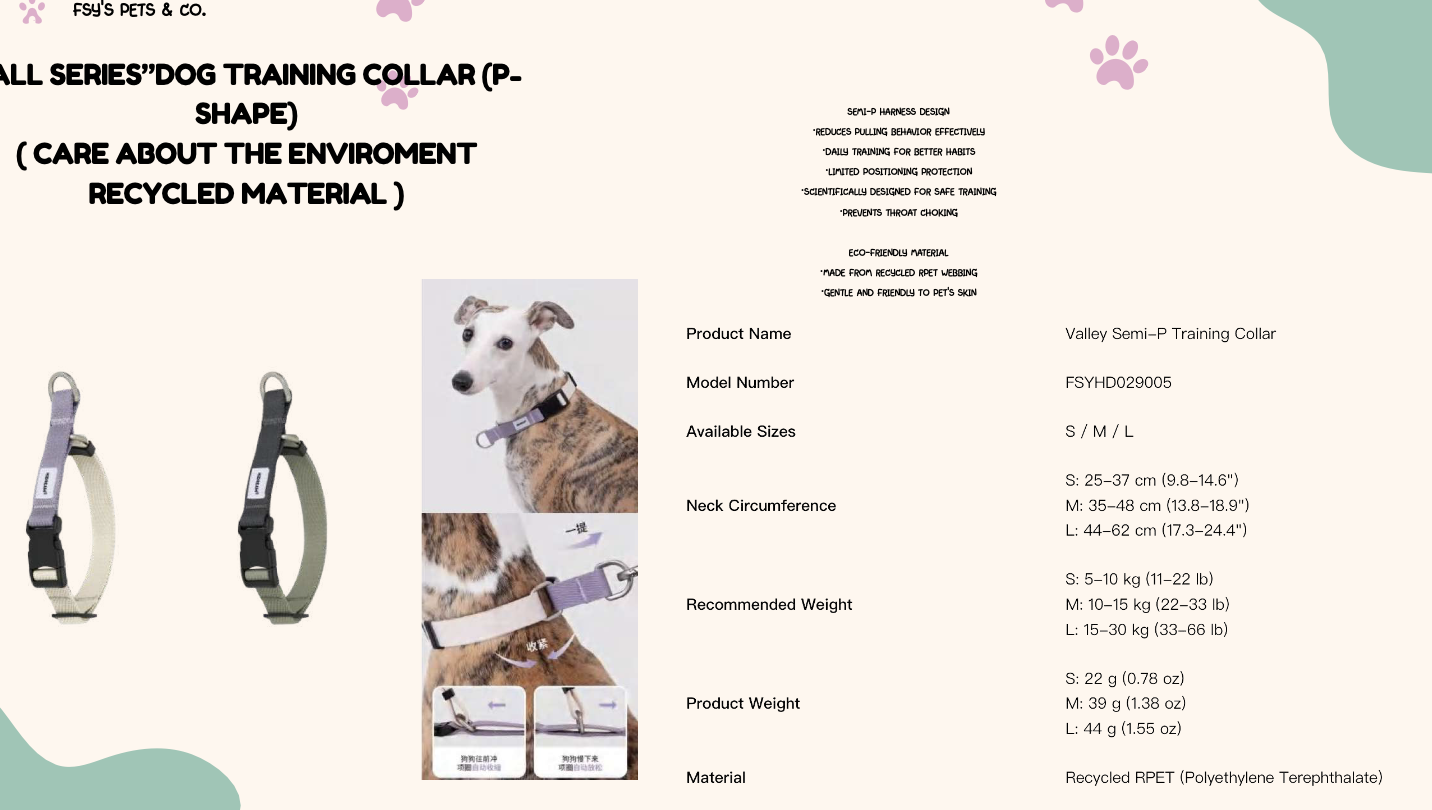 FSY'S PETS & CO.
ALL SERIES”DOG TRAINING COLLAR (P-
SHAPE)
( CARE ABOUT THE ENVIROMENT
RECYCLED MATERIAL )
SEMI-P HARNESS DESIGN
•REDUCES PULLING BEHAVIOR EFFECTIVELY
•DAILY TRAINING FOR BETTER HABITS
•LIMITED POSITIONING PROTECTION
•SCIENTIFICALLY DESIGNED FOR SAFE TRAINING
•PREVENTS THROAT CHOKING
ECO-FRIENDLY MATERIAL
•MADE FROM RECYCLED RPET WEBBING
•GENTLE AND FRIENDLY TO PET'S SKIN
一提
收紧
狗狗往前冲
项圈自动收缩
狗狗慢下来
项圈自动放松
Product Name Valley Semi–P Training Collar
Model Number FSYHD029005
Available Sizes S / M / L
Neck Circumference
S: 25–37 cm (9.8–14.6")
M: 35–48 cm (13.8–18.9")
L: 44–62 cm (17.3–24.4")
Recommended Weight
S: 5–10 kg (11–22 lb)
M: 10–15 kg (22–33 lb)
L: 15–30 kg (33–66 lb)
Product Weight
S: 22 g (0.78 oz)
M: 39 g (1.38 oz)
L: 44 g (1.55 oz)
Material Recycled RPET (Polyethylene Terephthalate)